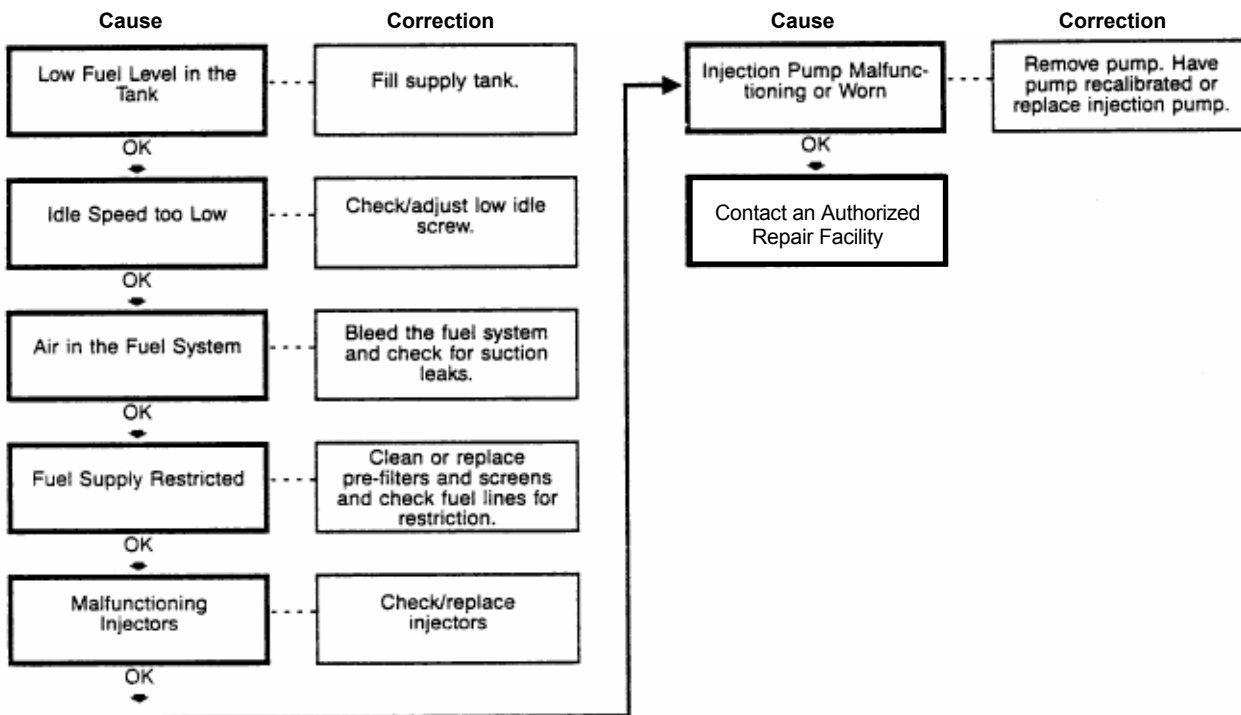 Cause
Correction
Low Fuel Level in the
Tank
Fill supply tank.
OK
Idle Speed too Low
Check/adjust low idle
screw.
OK
Air in the Fuel System
Bleed the fuel system
and check for suction
leaks.
OK
Fuel Supply Restricted
Clean or replace
pre-filters and screens
and check fuel lines for
restriction.
OK
Malfunctioning
Injectors
Check/replace
injectors
OK
Cause
Correction
Injection Pump Malfunc-
tioning or Worn
Remove pump. Have
pump recalibrated or
replace injection pump.
OK
Contact an Authorized
Repair Facility